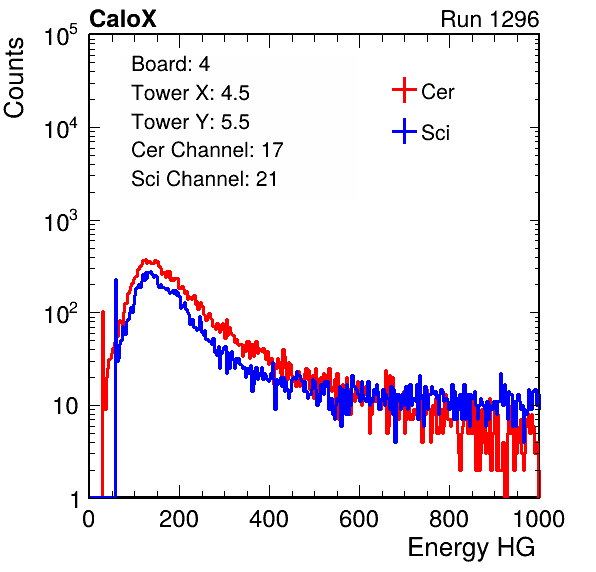 CaloX Run 1296
Counts
10^5
10^4
10^3
10^2
10
1
Board: 4
Tower X: 4.5
Tower Y: 5.5
Cer Channel: 17
Sci Channel: 21
Cer
Sci
0 200 400 600 800 1000
Energy HG